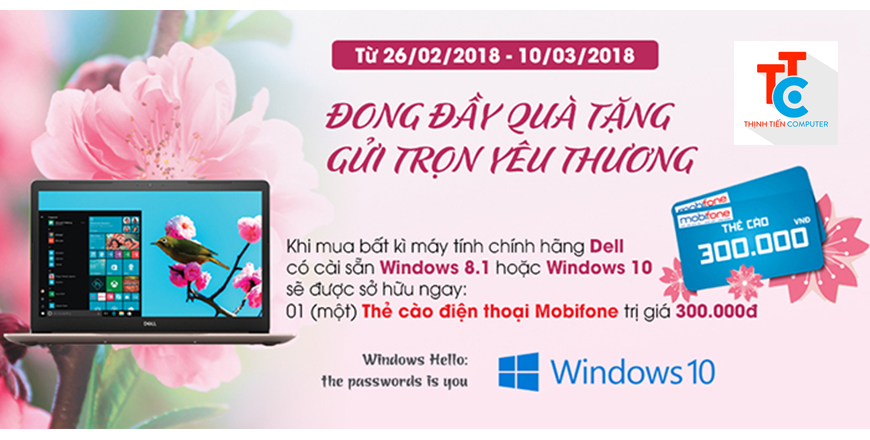 Từ 26/02/2018 - 10/03/2018
TTC
THỊNH TIẾN COMPUTER
ĐONG ĐẦY QUÀ TẶNG
GỬI TRỌN YÊU THƯƠNG
mobifone
mobifone
THẺ CÀO
300.000 VNĐ
Khi mua bất kì máy tính chính hãng Dell
có cài sẵn Windows 8.1 hoặc Windows 10
sẽ được sở hữu ngay:
01 (một) Thẻ cào điện thoại Mobifone trị giá 300.000đ
DELL
Windows Hello:
the passwords is you
Windows 10